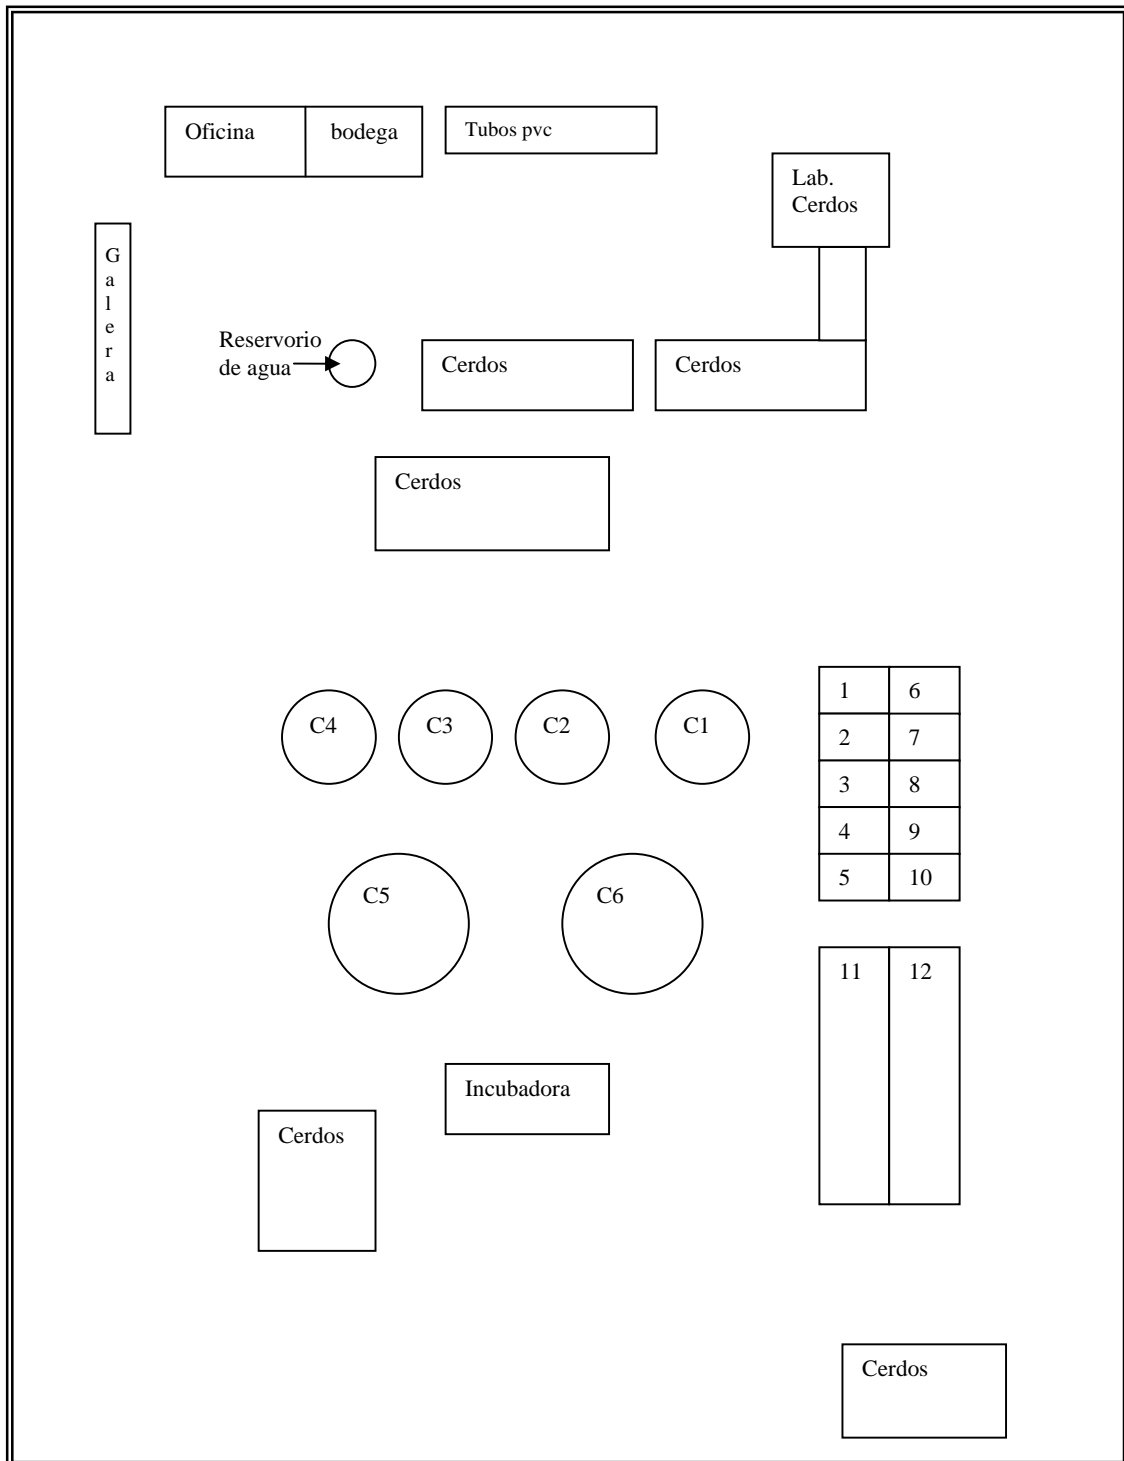 Oficina
bodega
Tubos pvc
Lab.
Cerdos
Galera
Reservorio
de agua
Cerdos
Cerdos
Cerdos
C4
C3
C2
C1
1
6
2
7
3
8
4
9
5
10
C5
C6
11
12
Incubadora
Cerdos
Cerdos